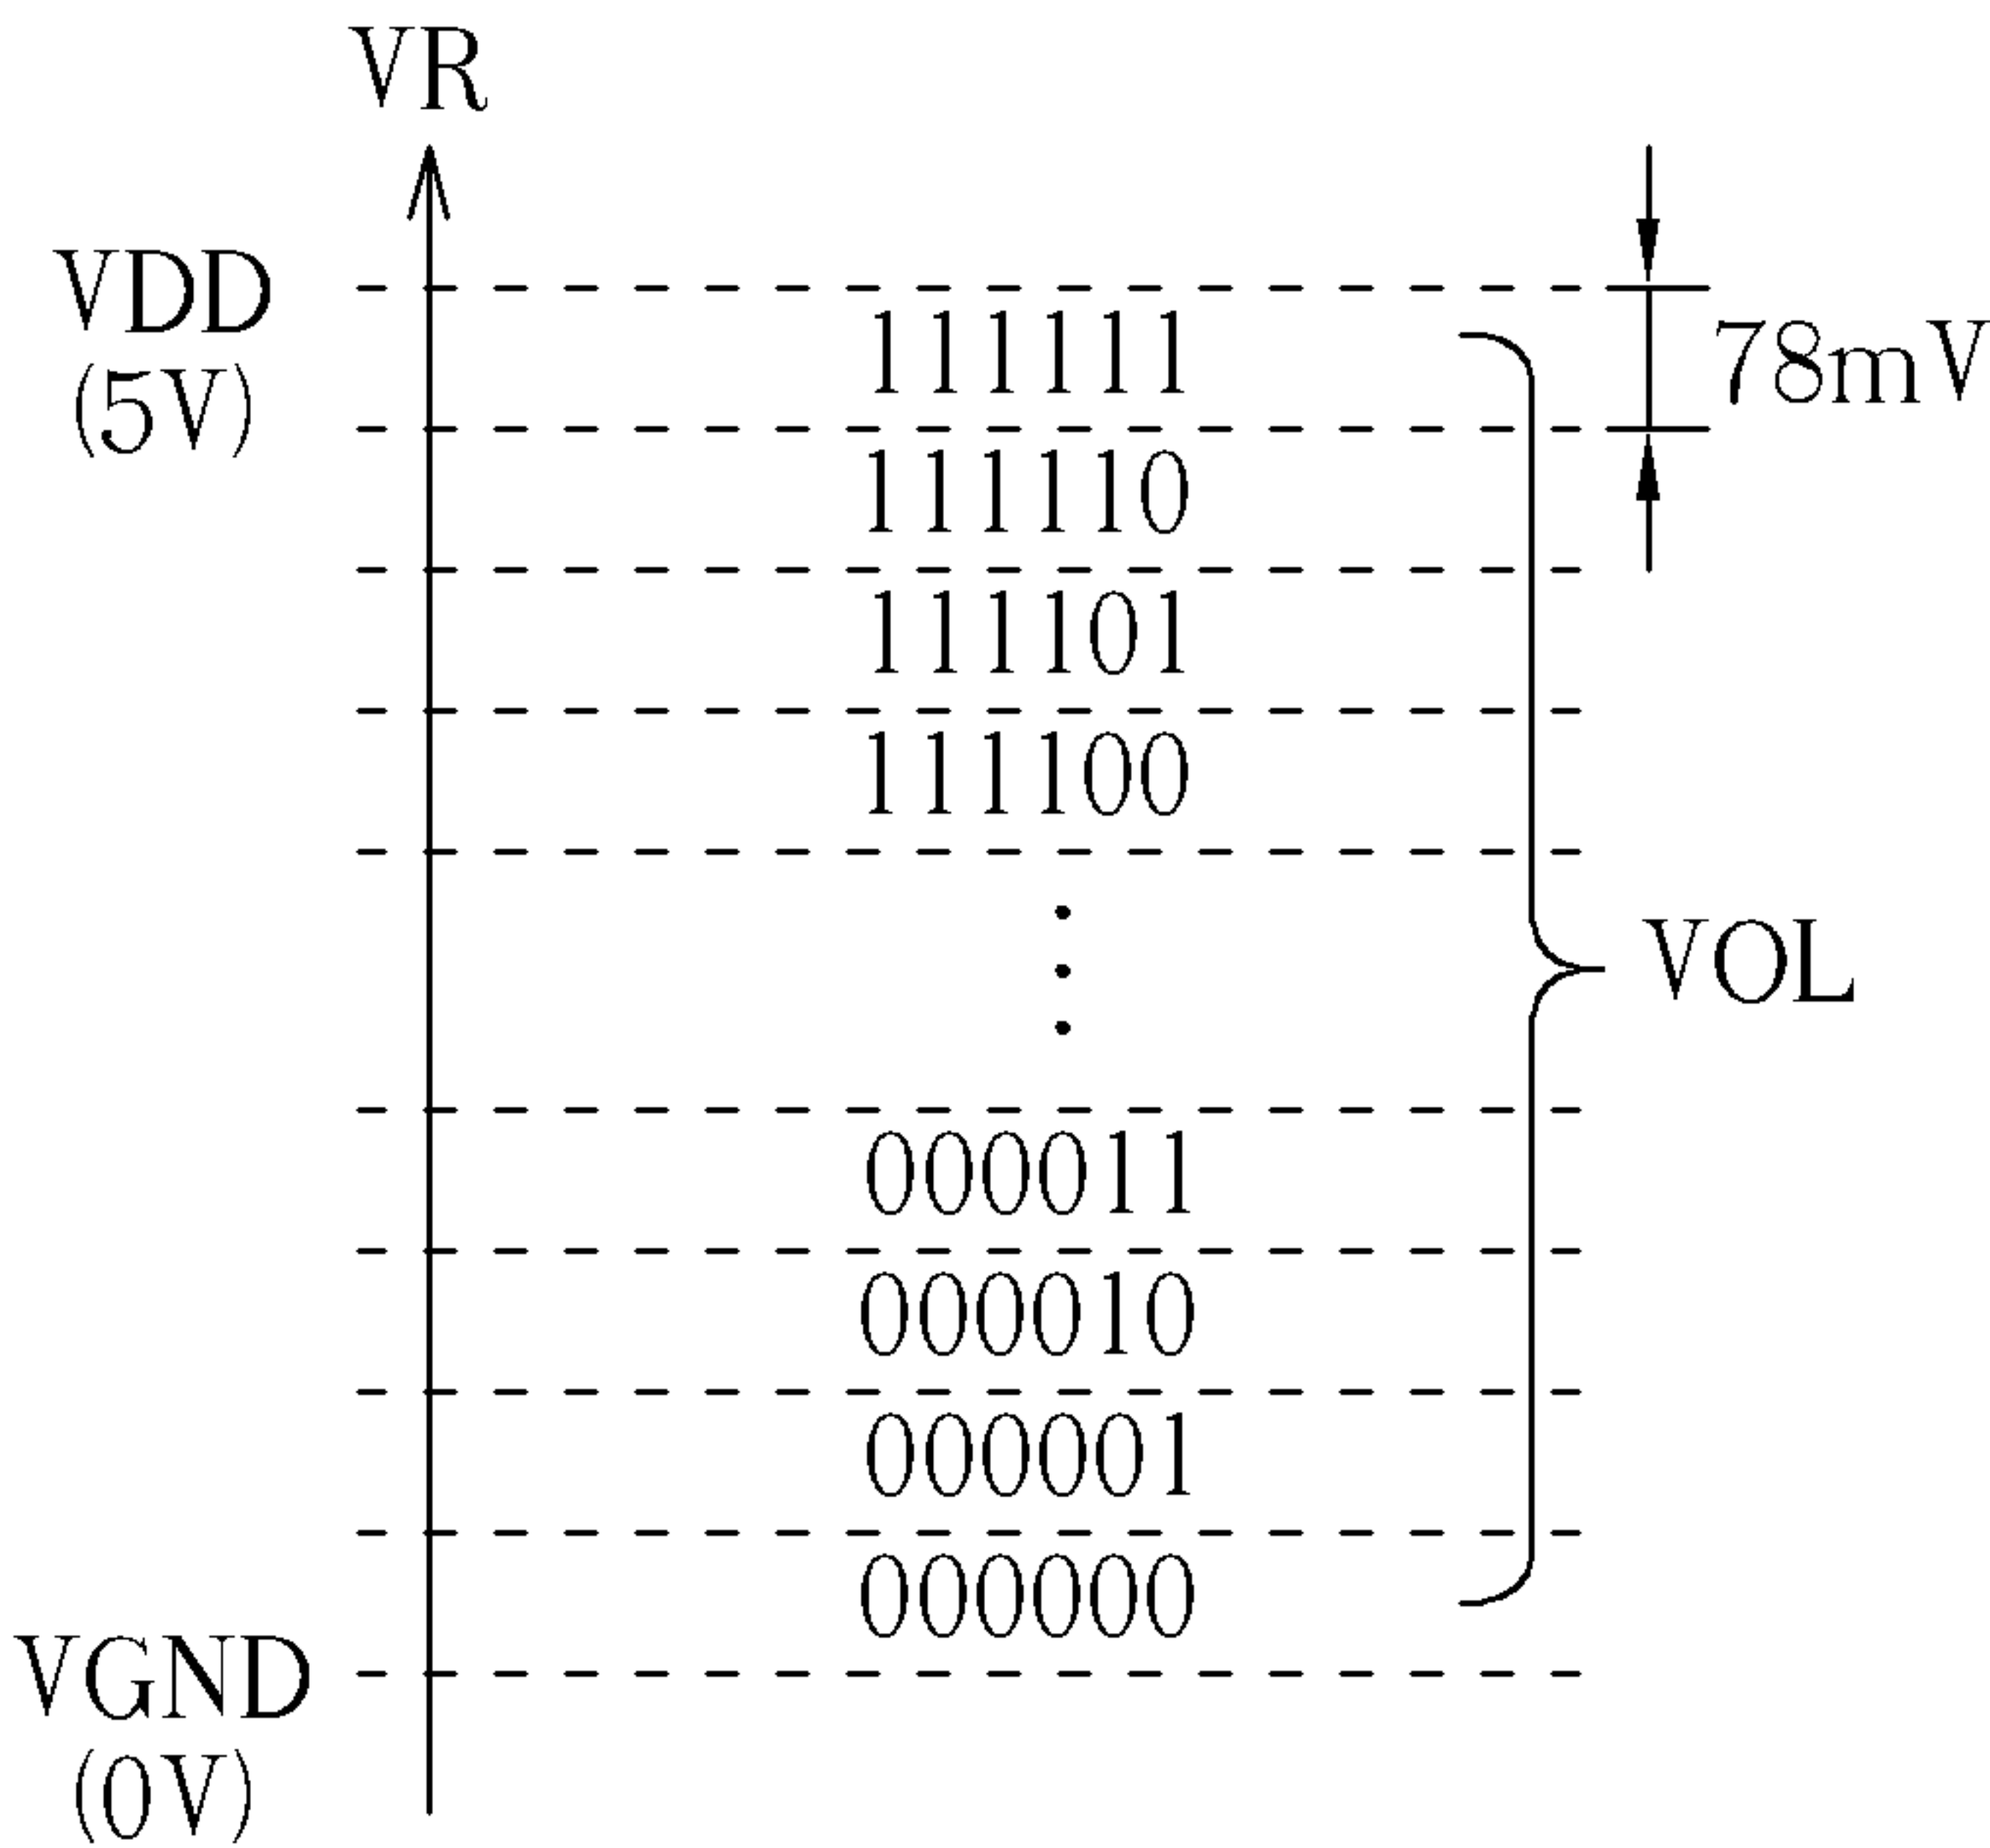 VR
VDD
(5V)
111111
78mV
111110
111101
111100
VOL
000011
000010
000001
000000
VGND
(0V)